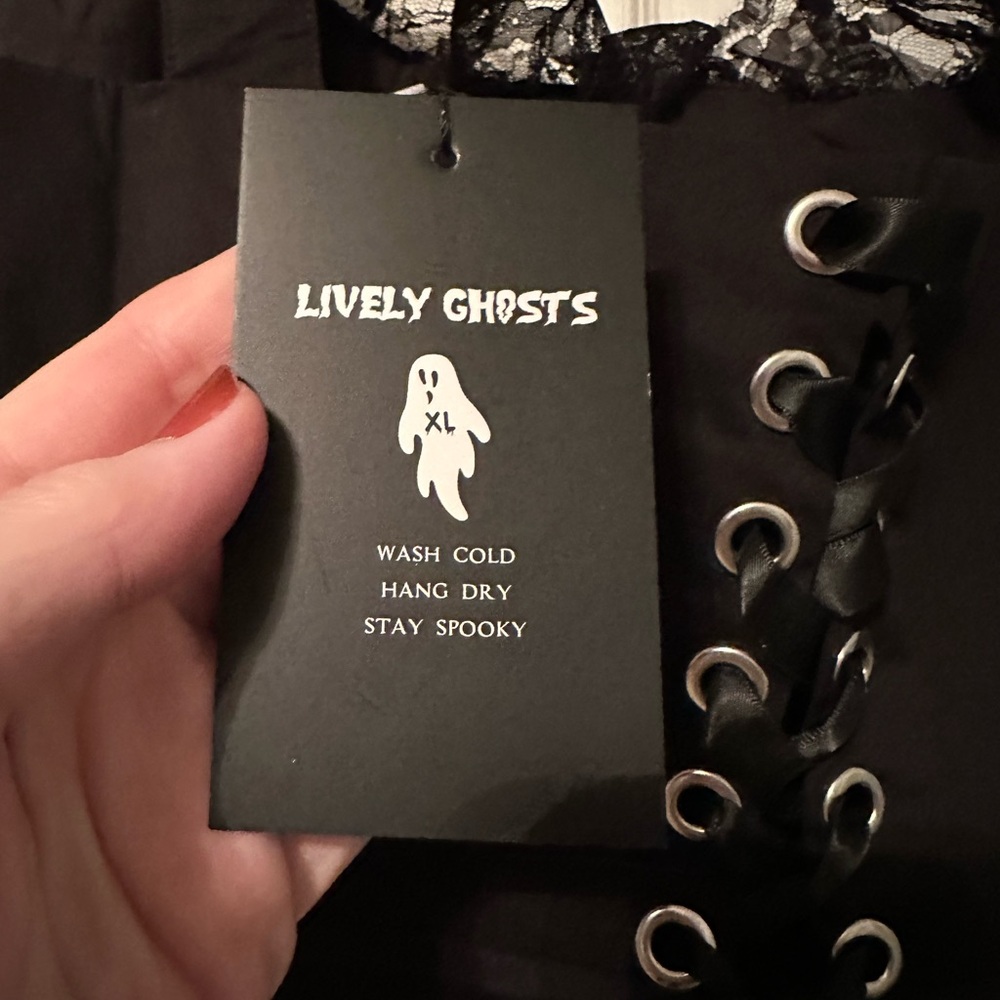 LIVELY GHOSTS
XL
WASH COLD
HANG DRY
STAY SPOOKY